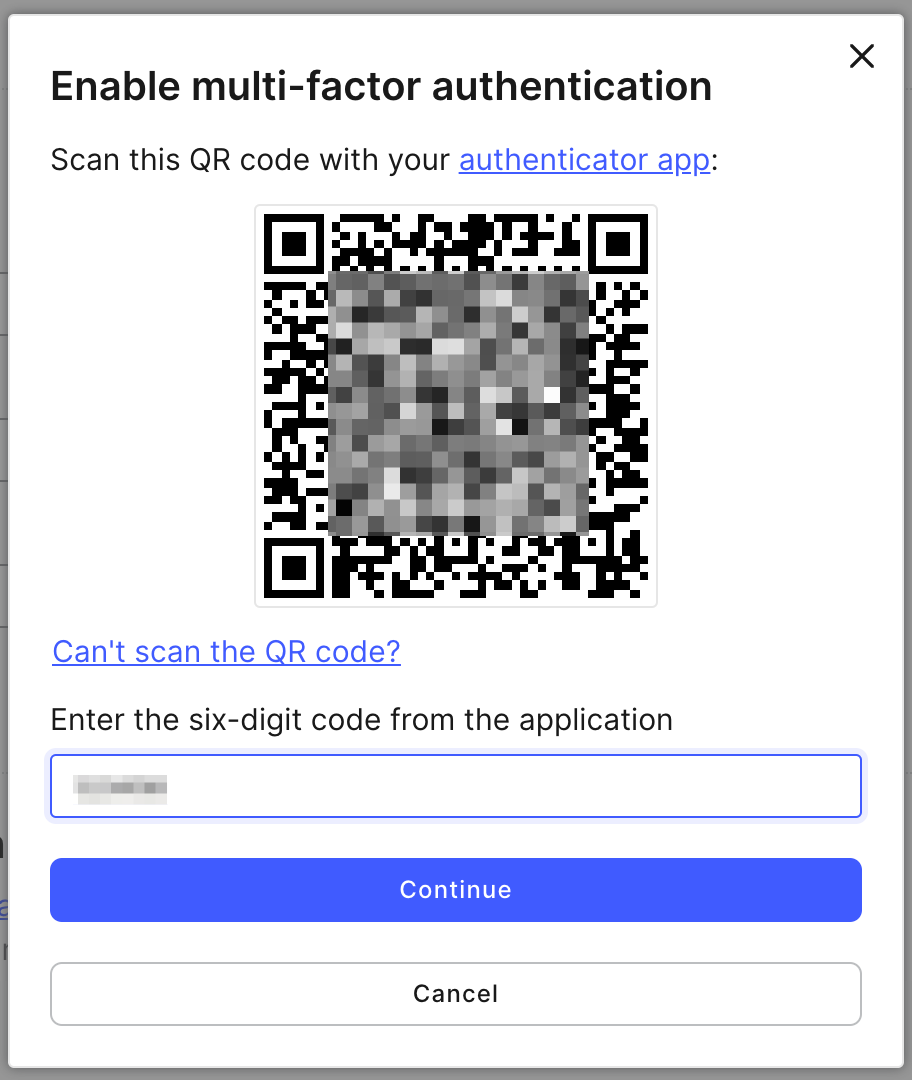 Enable multi-factor authentication
Scan this QR code with your authenticator app:
Can't scan the QR code?
Enter the six-digit code from the application
Continue
Cancel